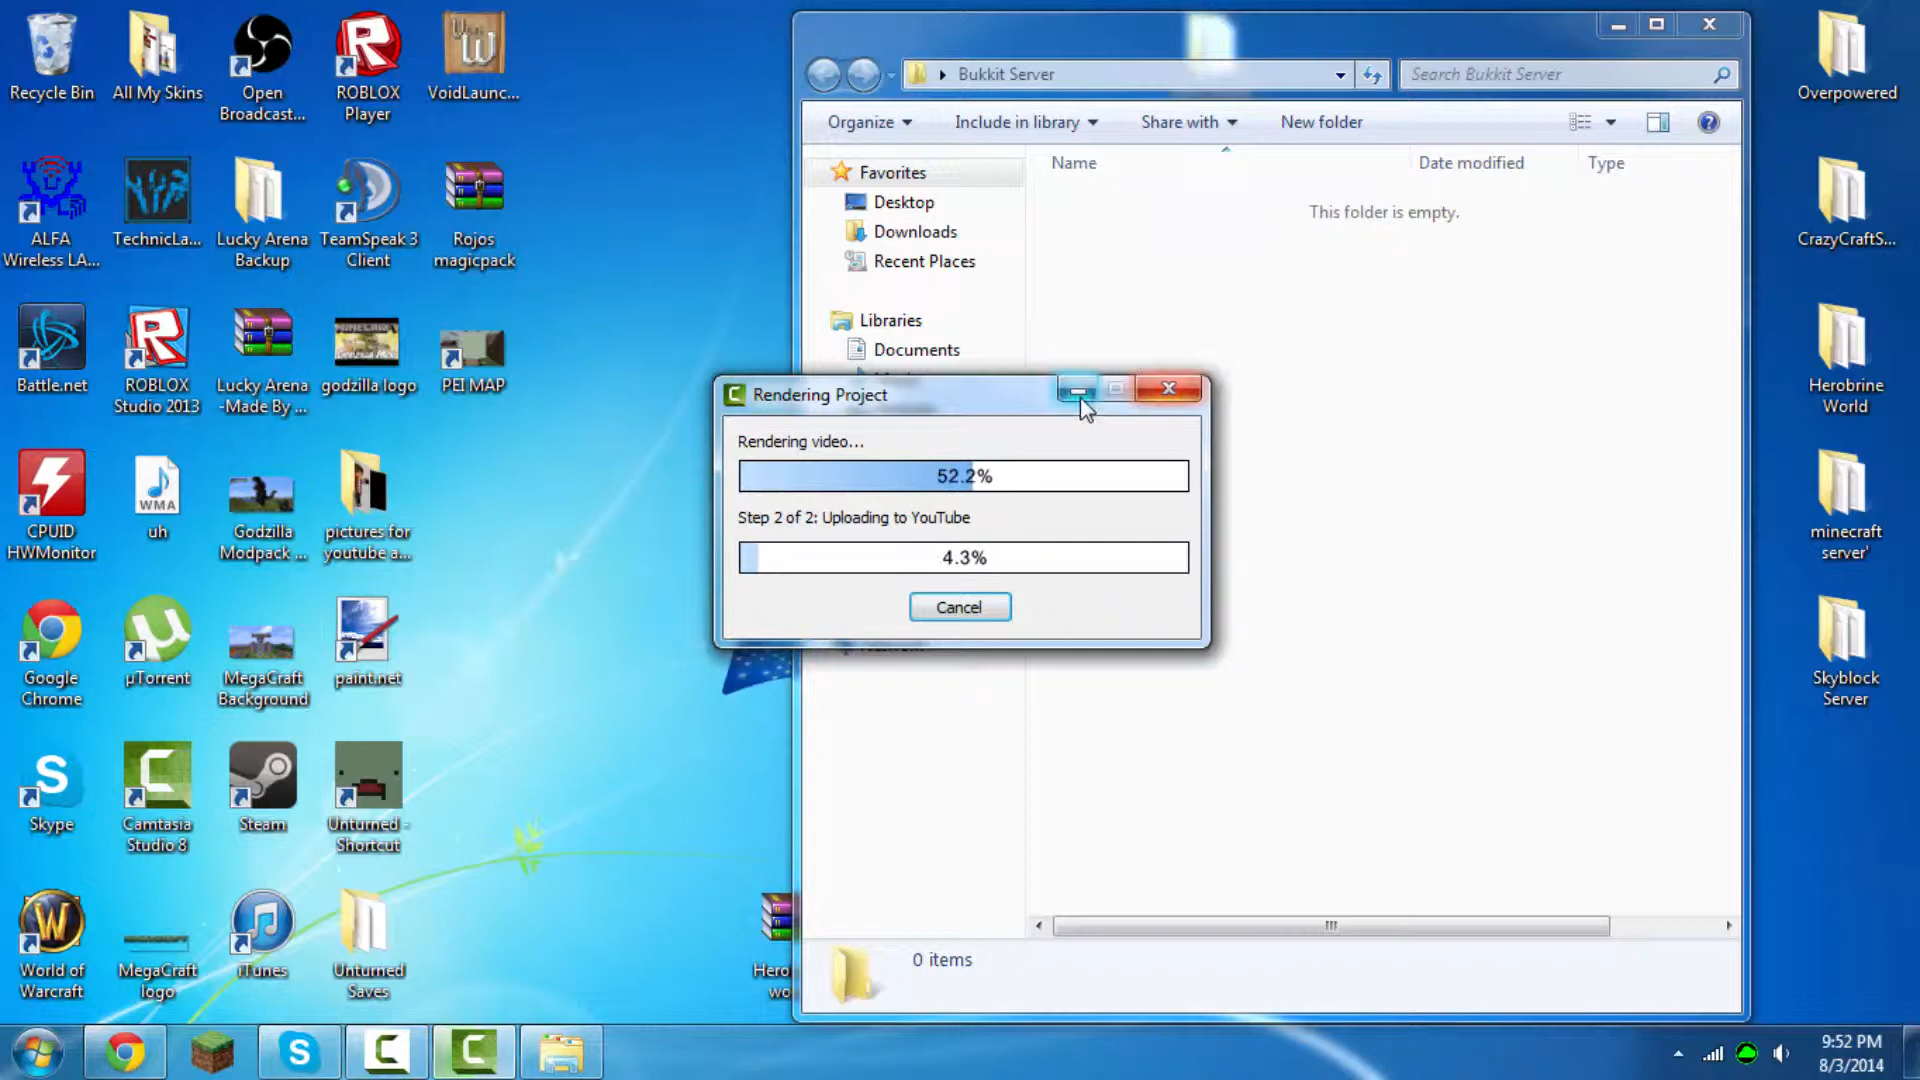 Recycle Bin
All My Skins
Open
Broadcast...
ROBLOX
Player
VoidLaunc...
ALFA
Wireless LA...
TechnicLa...
Lucky Arena
Backup
TeamSpeak 3
Client
Rojos
magicpack
Battle.net
ROBLOX
Studio 2013
Lucky Arena
-Made By ...
godzilla logo
PEI MAP
CPUID
HWMonitor
WMA
uh
Godzilla
Modpack ...
pictures for
youtube a...
Google
Chrome
µTorrent
MegaCraft
Background
paint.net
Skype
Camtasia
Studio 8
Steam
Unturned -
Shortcut
World of
Warcraft
MegaCraft
logo
iTunes
Unturned
Saves
Bukkit Server
Search Bukkit Server
Organize
Include in library
Share with
New folder
Name
Date modified
Type
This folder is empty.
Favorites
Desktop
Downloads
Recent Places
Libraries
Documents
Rendering Project
Rendering video...
52.2%
Step 2 of 2: Uploading to YouTube
4.3%
Cancel
0 items
Overpowered
CrazyCraftS...
Herobrine
World
minecraft
server'
Skyblock
Server
9:52 PM
8/3/2014